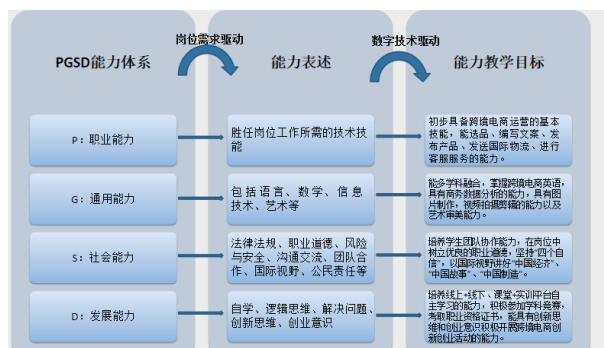 岗位需求驱动
数字技术驱动
PGSD能力体系
能力表述
能力教学目标
P：职业能力
胜任岗位工作所需的技术技
能
初步具备跨境电商运营的基本
技能，能选品、编写文案、发
布产品、发送国际物流、进行
客服服务的能力。
G：通用能力
包括语言、数学、信息
技术、艺术等
能多学科融合，掌握跨境电商英语，
具有商务数据分析的能力，具有图
片制作，视频拍摄剪辑的能力以及
艺术审美能力。
S：社会能力
法律法规、职业道德、风险
与安全、沟通交流、团队合
作、国际视野、公民责任等
培养学生团队协作能力，在岗位中
树立优良的职业道德，坚持“四个自
信”，以国际视野讲好“中国经济”、
“中国故事”、“中国制造”。
D：发展能力
自学、逻辑思维、解决问题、
创新思维、创业意识
培养线上+线下、课堂+实训平台自
主学习的能力，积极参加学科竞赛，
考取职业资格证书，能具有创新思
维和创业意识积极开展跨境电商创
新创业活动的能力。